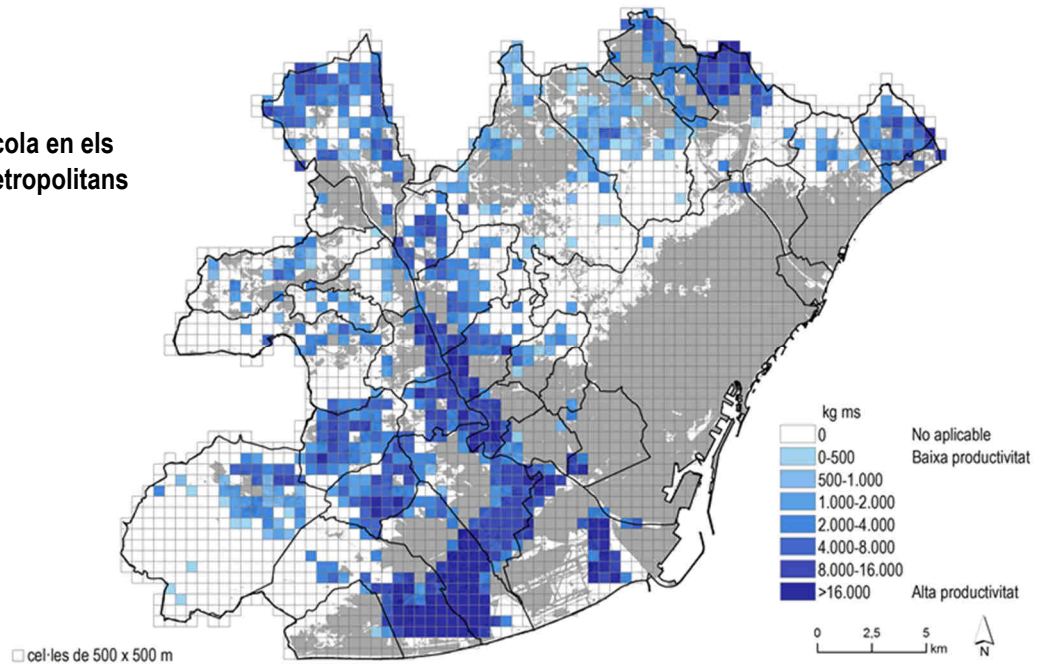 cola en els
etropolitans
kg ms
0 No aplicable
0-500 Baixa productivitat
500-1.000
1.000-2.000
2.000-4.000
4.000-8.000
8.000-16.000
>16.000 Alta productivitat
0 2,5 5
km
N
cel·les de 500 x 500 m